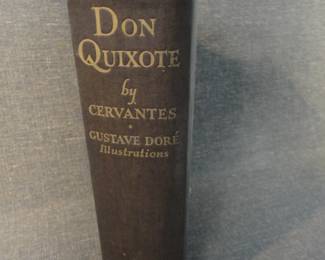 DON
QUIXOTE
by
CERVANTES
•
GUSTAVE DORÉ
Illustrations